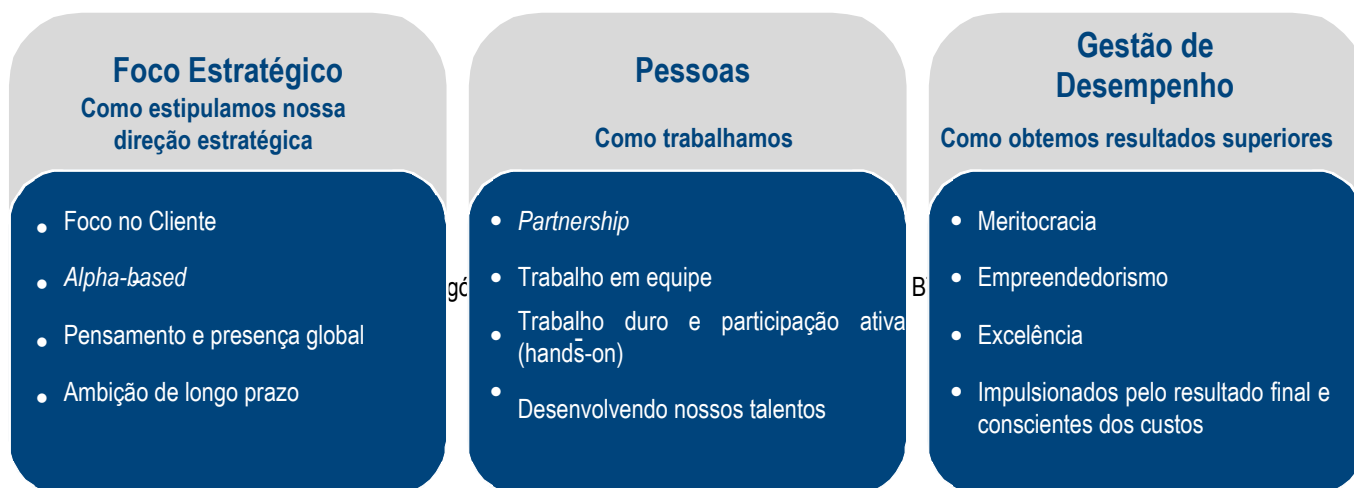 Foco Estratégico
Como estipulamos nossa
direção estratégica
• Foco no Cliente
• Alpha-based
• Pensamento e presença global
• Ambição de longo prazo
Pessoas
Como trabalhamos
• Partnership
• Trabalho em equipe
• Trabalho duro e participação ativa
(hands-on)
• Desenvolvendo nossos talentos
Gestão de
Desempenho
Como obtemos resultados superiores
• Meritocracia
• Empreendedorismo
• Excelência
• Impulsionados pelo resultado final e
conscientes dos custos